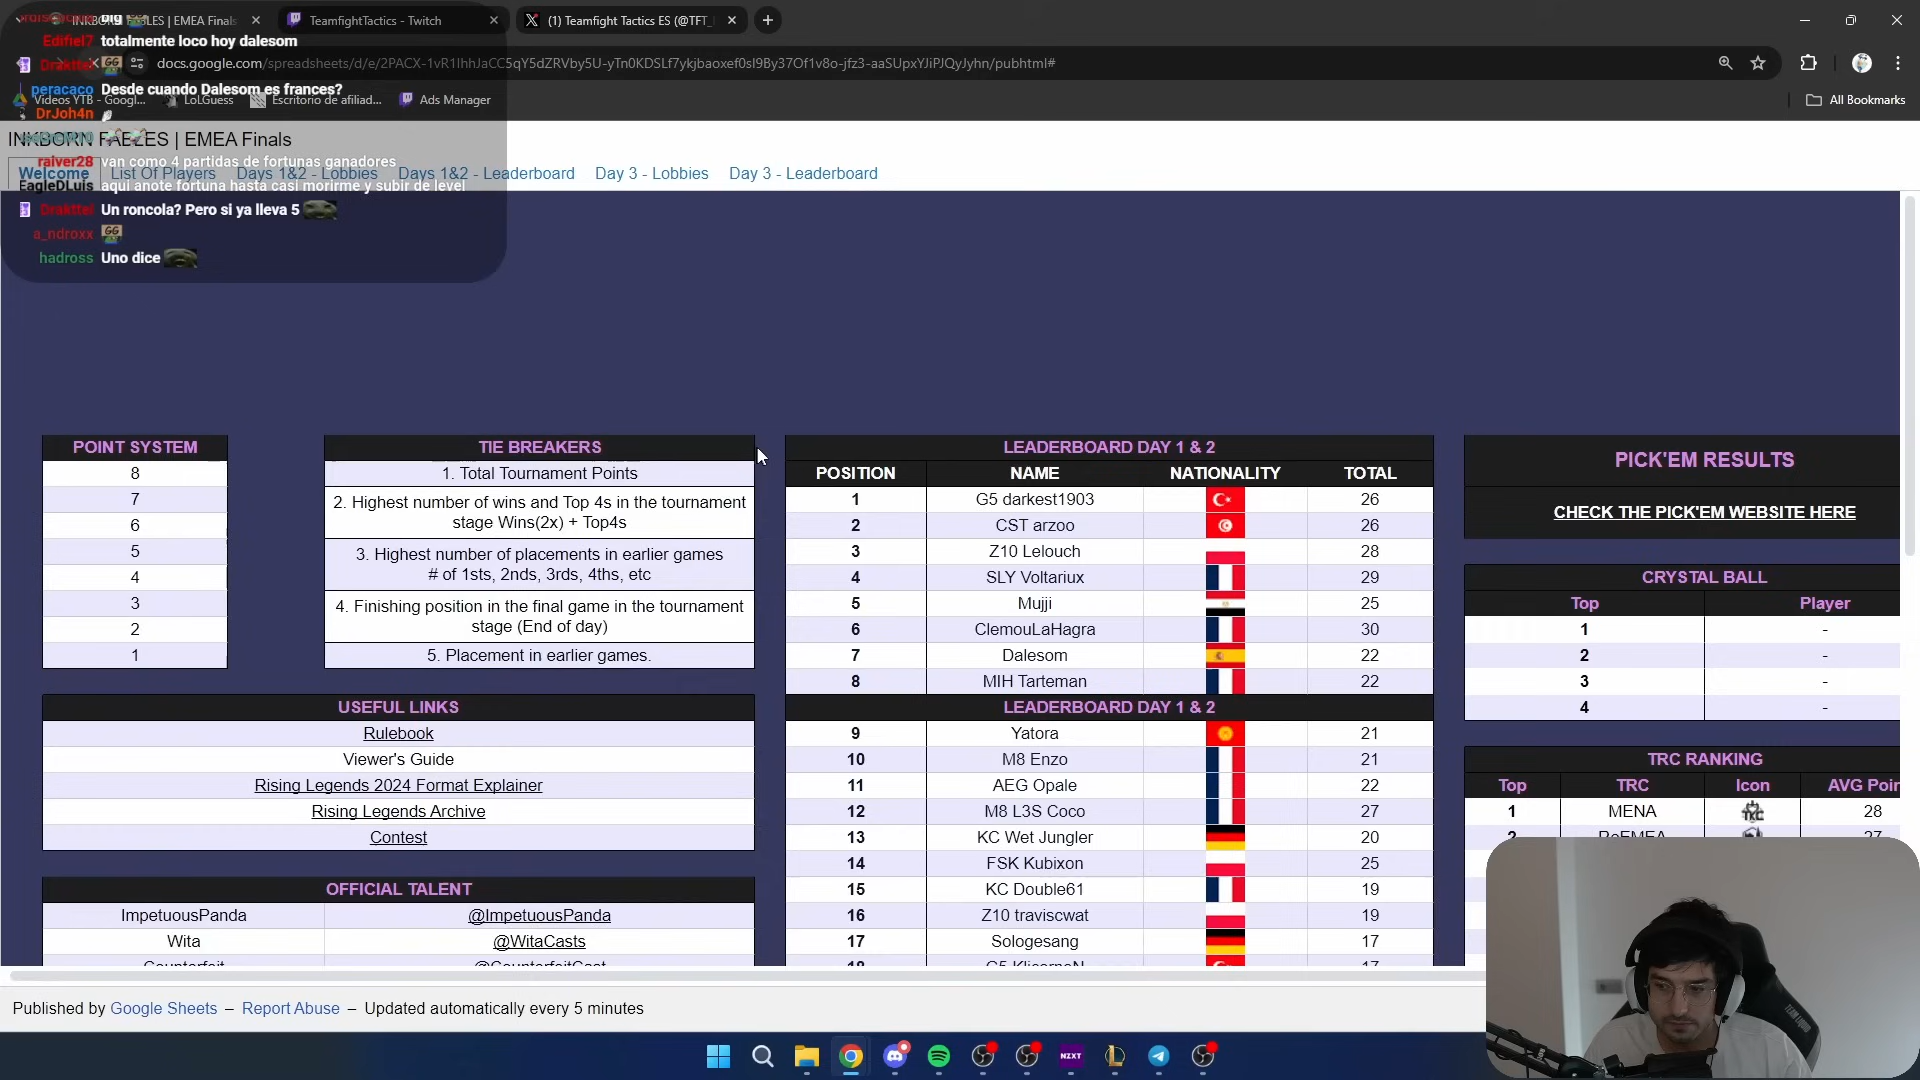 TeamfightTactics - Twitch
(1) Teamfight Tactics ES (@TFT_
EMEA Finals
Edifiel7 totalmente loco hoy dalesom
docs.google.com/spreadsheets/d/e/2PACX-1vR1IhhJaCC5qY5dZRVby5U-yTn0KDSLf7ykjbaoxef0sI9By37Of1v8o-jfz3-aaSUpxYJiPJQyJyhn/pubhtml#
peracaco Desde cuando Dalesom es frances?
Videos YTB - Googl...
LoLGuess
Escritorio de afiliad...
Ads Manager
All Bookmarks
DrJoh4n
INKBORN FABLES | EMEA Finals
raiver28 van como 4 partidas de fortunas ganadores
Welcome
List Of Players
Days 1&2 - Lobbies
Days 1&2 - Leaderboard
Day 3 - Lobbies
Day 3 - Leaderboard
EagleDLuis aqui anote fortuna hasta casi morirme y subir de level
Drakttel Un roncola? Pero si ya lleva 5
a_ndroxx
hadross Uno dice
POINT SYSTEM
8
7
6
5
4
3
2
1
TIE BREAKERS
1. Total Tournament Points
2. Highest number of wins and Top 4s in the tournament
stage Wins(2x) + Top4s
3. Highest number of placements in earlier games
# of 1sts, 2nds, 3rds, 4ths, etc
4. Finishing position in the final game in the tournament
stage (End of day)
5. Placement in earlier games.
USEFUL LINKS
Rulebook
Viewer's Guide
Rising Legends 2024 Format Explainer
Rising Legends Archive
Contest
OFFICIAL TALENT
ImpetuousPanda @ImpetuousPanda
Wita @WitaCasts
Counterfeit @CounterfeitCast
LEADERBOARD DAY 1 & 2
POSITION NAME NATIONALITY TOTAL
1 G5 darkest1903 26
2 CST arzoo 26
3 Z10 Lelouch 28
4 SLY Voltariux 29
5 Mujji 25
6 ClemouLaHagra 30
7 Dalesom 22
8 MIH Tarteman 22
LEADERBOARD DAY 1 & 2
9 Yatora 21
10 M8 Enzo 21
11 AEG Opale 22
12 M8 L3S Coco 27
13 KC Wet Jungler 20
14 FSK Kubixon 25
15 KC Double61 19
16 Z10 traviscwat 19
17 Sologesang 17
18 G5 KlicorneN 17
PICK'EM RESULTS
CHECK THE PICK'EM WEBSITE HERE
CRYSTAL BALL
Top Player
1 -
2 -
3 -
4 -
TRC RANKING
Top TRC Icon AVG Poin
1 MENA 28
2 27
Published by Google Sheets – Report Abuse – Updated automatically every 5 minutes
NZXT